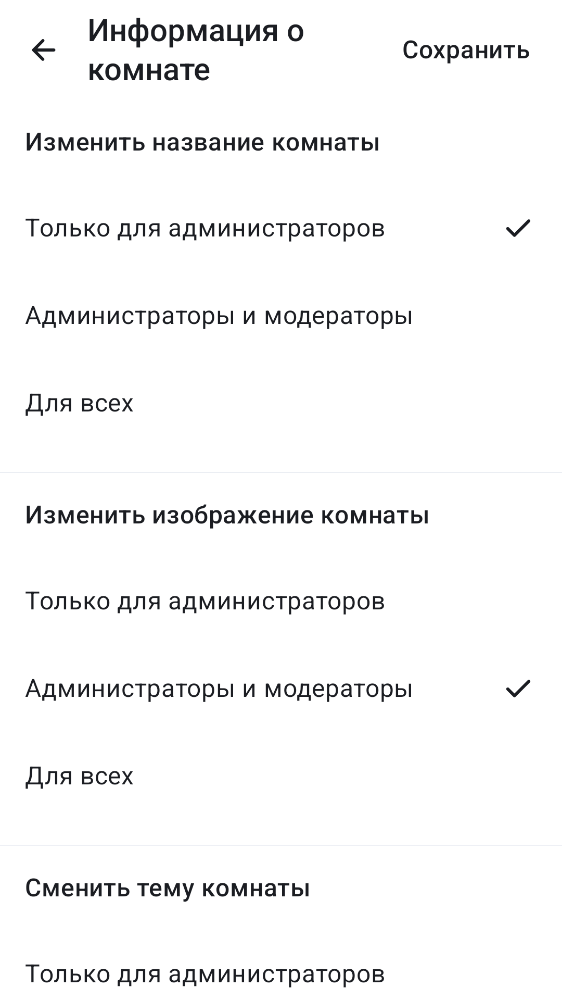 Информация о
комнате
Сохранить
Изменить название комнаты
Только для администраторов
Администраторы и модераторы
Для всех
Изменить изображение комнаты
Только для администраторов
Администраторы и модераторы
Для всех
Сменить тему комнаты
Только для администраторов